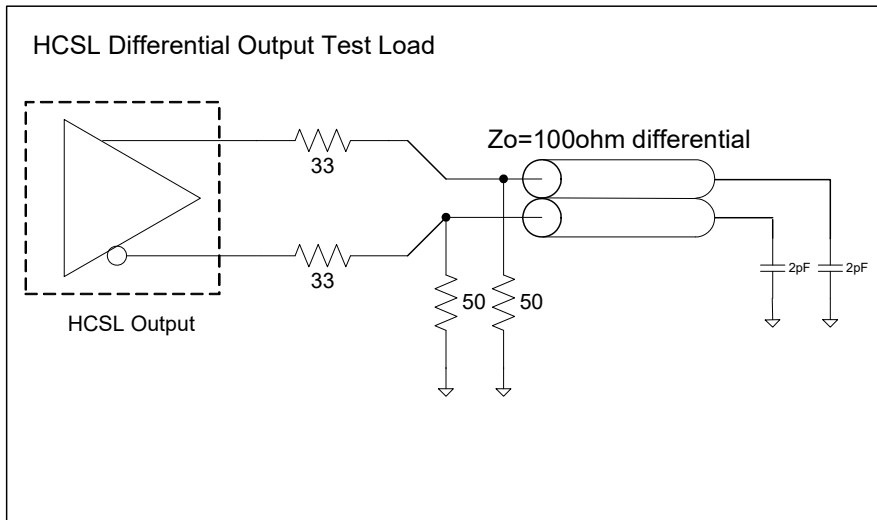 HCSL Differential Output Test Load
Zo=100ohm differential
33
33
50
50
2pF
2pF
HCSL Output